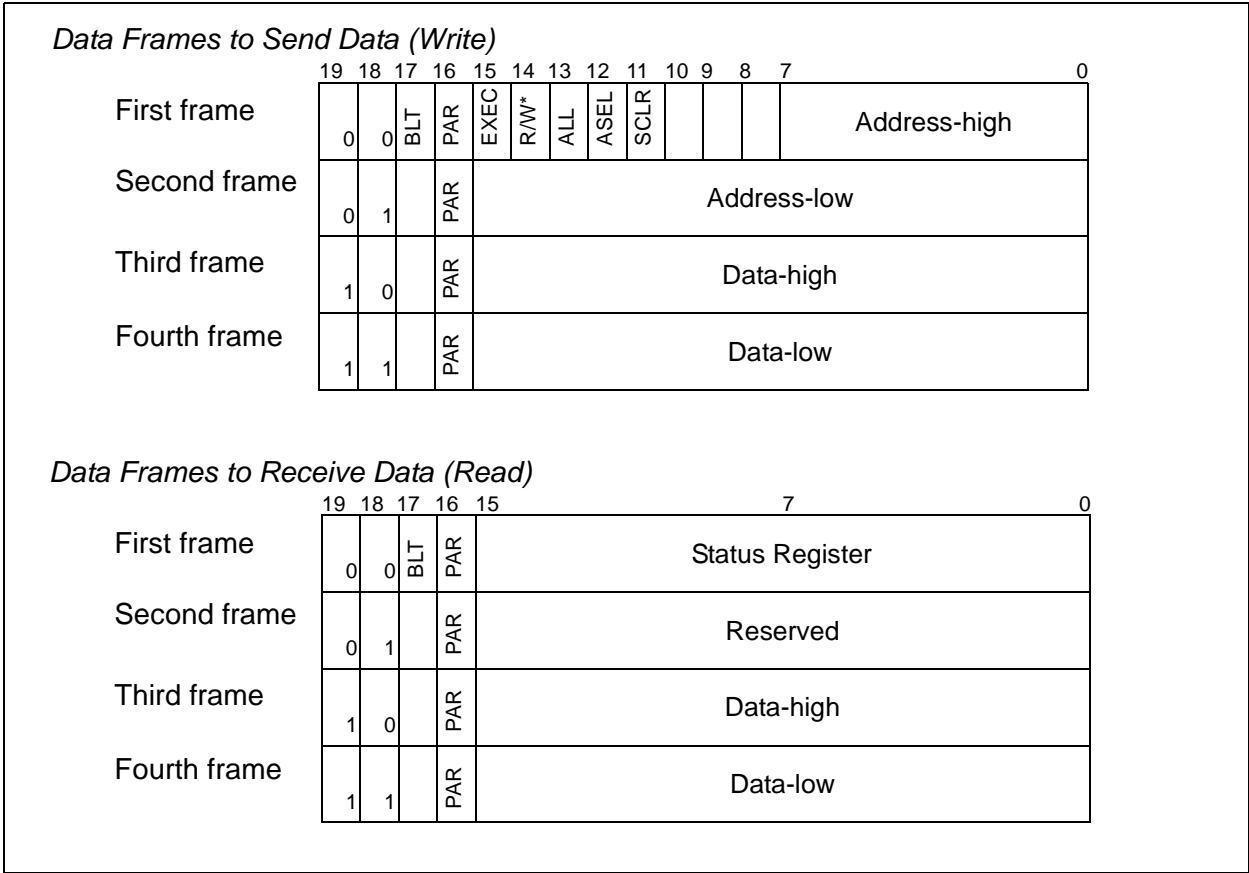 Data Frames to Send Data (Write)
19 18 17 16 15 14 13 12 11 10 9 8 7 0
First frame 0 0 BLT PAR EXEC R/W* ALL ASEL SCLR Address-high
Second frame 0 1 PAR Address-low
Third frame 1 0 PAR Data-high
Fourth frame 1 1 PAR Data-low
Data Frames to Receive Data (Read)
19 18 17 16 15 7 0
First frame 0 0 BLT PAR Status Register
Second frame 0 1 PAR Reserved
Third frame 1 0 PAR Data-high
Fourth frame 1 1 PAR Data-low